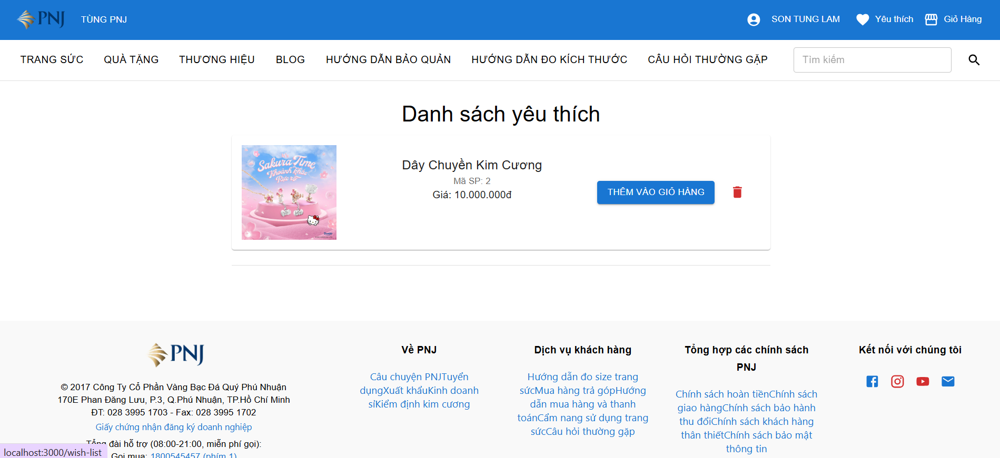 PNJ TÙNG PNJ SON TUNG LAM Yêu thích Giỏ Hàng
TRANG SỨC QUÀ TẶNG THƯƠNG HIỆU BLOG HƯỚNG DẪN BẢO QUẢN HƯỚNG DẪN ĐO KÍCH THƯỚC CÂU HỎI THƯỜNG GẶP Tìm kiếm
Danh sách yêu thích
Sakura Time
Khoảnh khắc
Rực rỡ
Dây Chuyền Kim Cương
Mã SP: 2
Giá: 10.000.000đ
THÊM VÀO GIỎ HÀNG
PNJ
© 2017 Công Ty Cổ Phần Vàng Bạc Đá Quý Phú Nhuận
170E Phan Đăng Lưu, P.3, Q.Phú Nhuận, TP.Hồ Chí Minh
ĐT: 028 3995 1703 - Fax: 028 3995 1702
Giấy chứng nhận đăng ký doanh nghiệp
Tổng đài hỗ trợ (08:00-21:00, miễn phí gọi):
Gọi mua: 1800545457 (phím 1)
Về PNJ
Câu chuyện PNJTuyển
dụngXuất khẩuKinh doanh
sỉKiểm định kim cương
Dịch vụ khách hàng
Hướng dẫn đo size trang
sứcMua hàng trả gópHướng
dẫn mua hàng và thanh
toánCẩm nang sử dụng trang
sứcCâu hỏi thường gặp
Tổng hợp các chính sách
PNJ
Chính sách hoàn tiềnChính sách
giao hàngChính sách bảo hành
thu đổiChính sách khách hàng
thân thiếtChính sách bảo mật
thông tin
Kết nối với chúng tôi
localhost:3000/wish-list